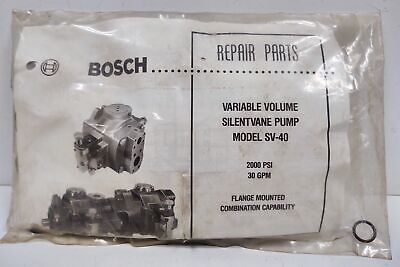 BOSCH
REPAIR PARTS
VARIABLE VOLUME
SILENTVANE PUMP
MODEL SV-40
2000 PSI
30 GPM
FLANGE MOUNTED
COMBINATION CAPABILITY